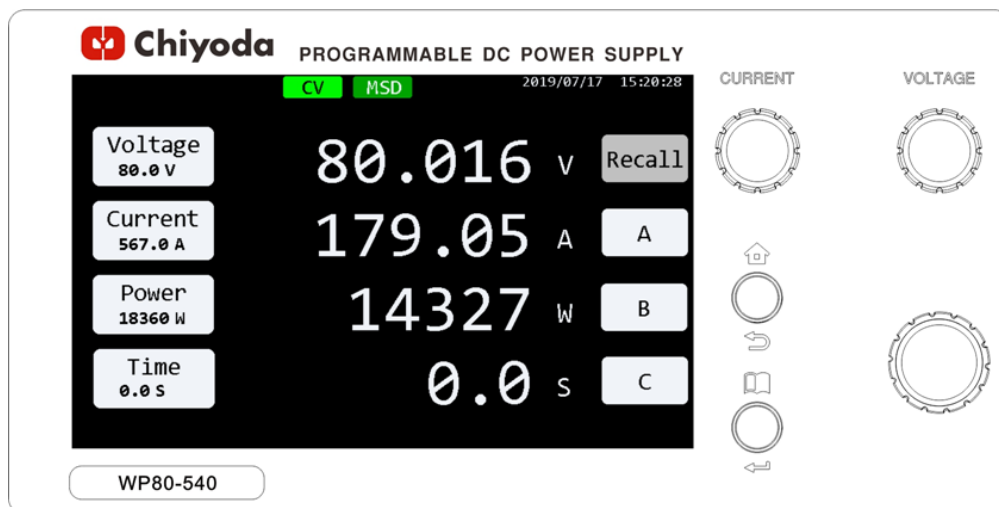 Chiyoda PROGRAMMABLE DC POWER SUPPLY
CV MSD 2019/07/17 15:20:28
CURRENT VOLTAGE
Voltage
80.0 V
80.016 V
Recall
Current
567.0 A
179.05 A
A
Power
18360 W
14327 W
B
Time
0.0 S
0.0 S
C
WP80-540